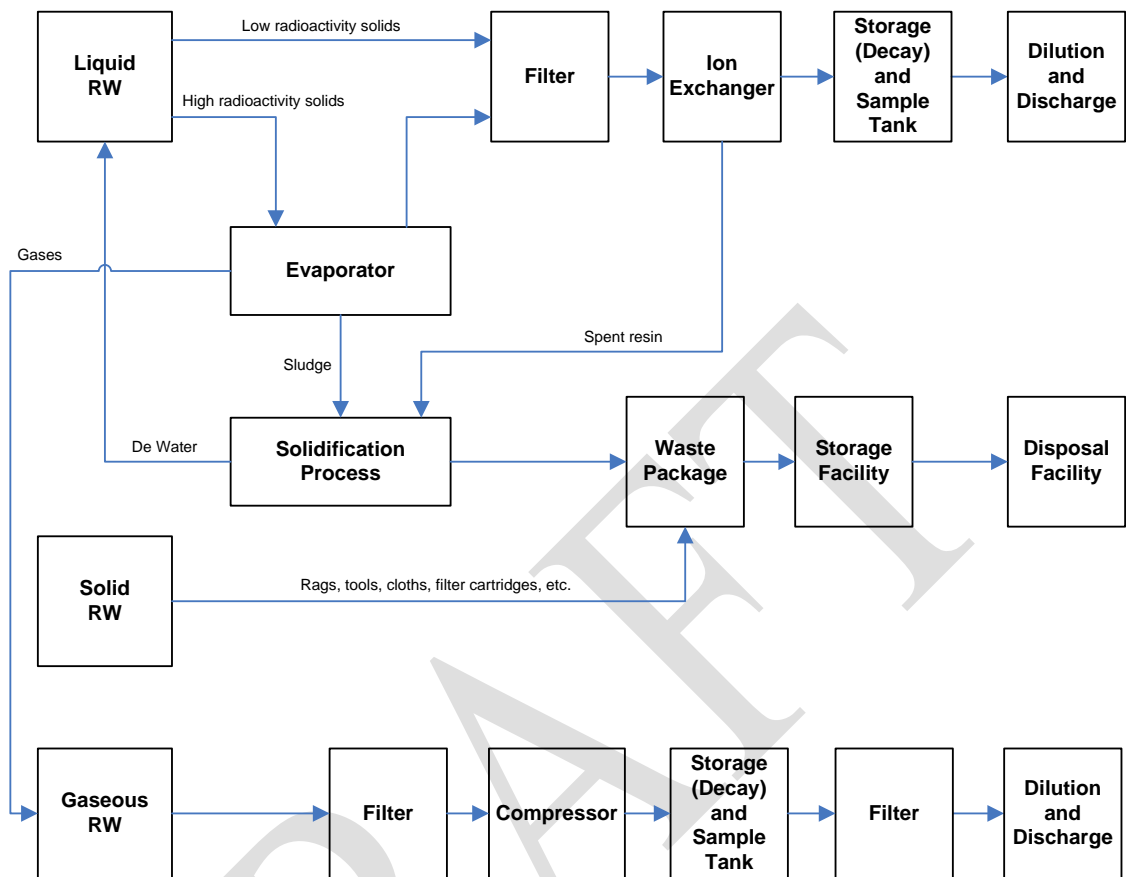 Low radioactivity solids
Liquid
RW
High radioactivity solids
Filter
Ion
Exchanger
Storage
(Decay)
and
Sample
Tank
Dilution
and
Discharge
Gases
Evaporator
Sludge
Spent resin
De Water
Solidification
Process
Waste
Package
Storage
Facility
Disposal
Facility
Solid
RW
Rags, tools, cloths, filter cartridges, etc.
Gaseous
RW
Filter
Compressor
Storage
(Decay)
and
Sample
Tank
Filter
Dilution
and
Discharge
RAFT